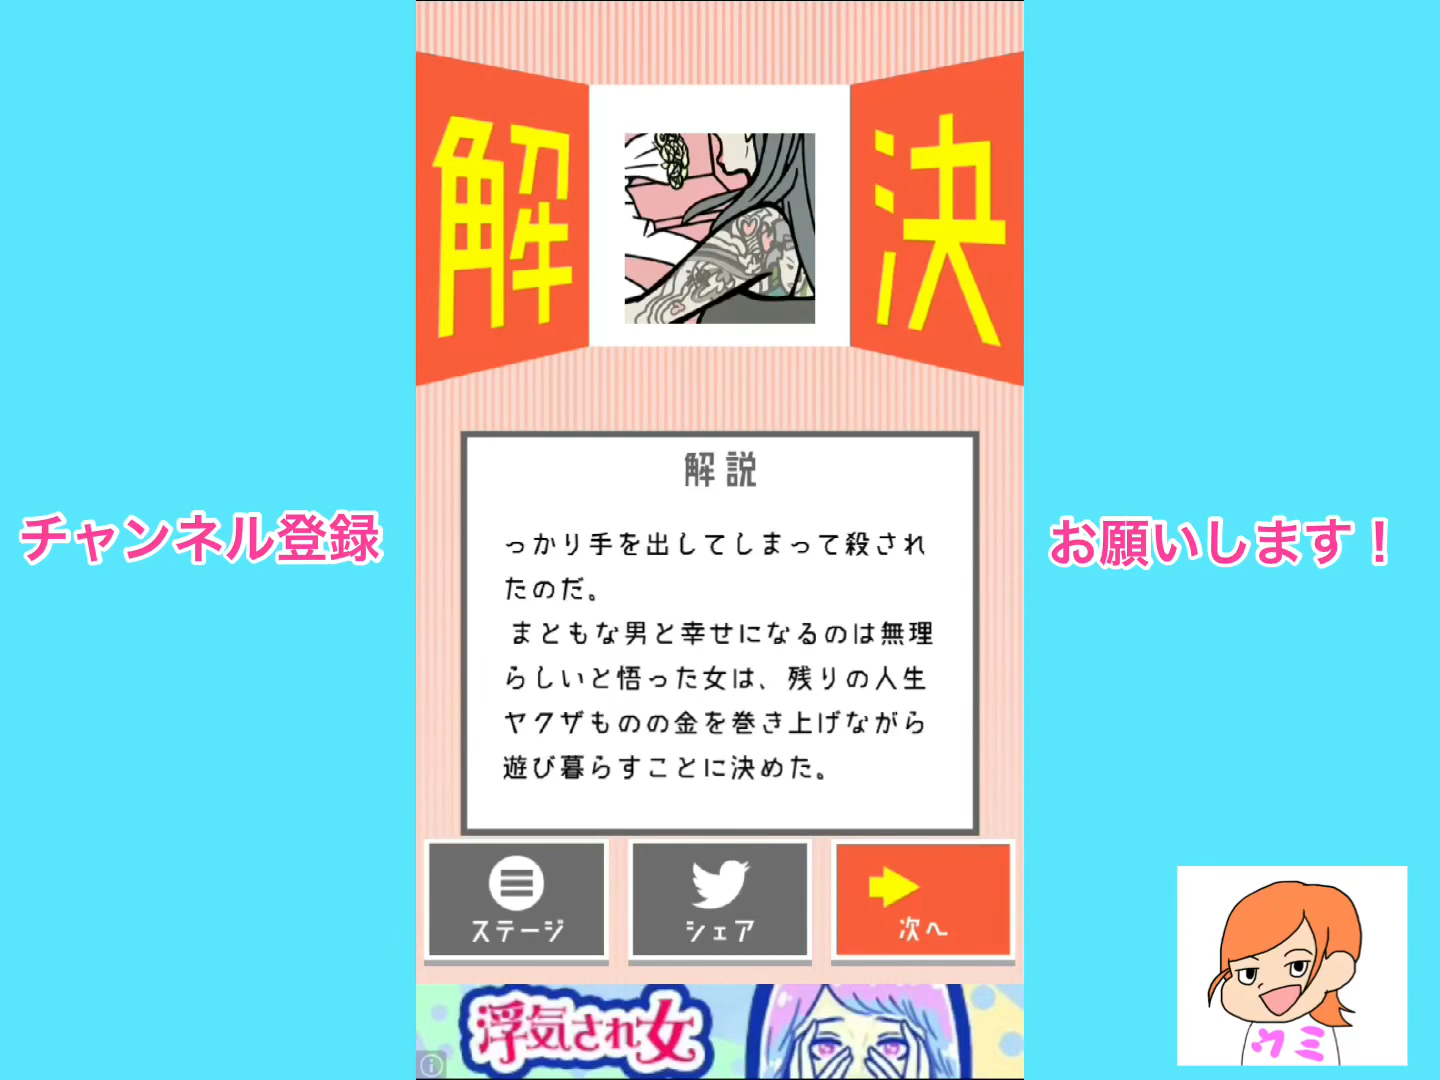 解決
解説
っかり手を出してしまって殺され
たのだ。
まともな男と幸せになるのは無理
らしいと悟った女は、残りの人生
ヤクザものの金を巻き上げながら
遊び暮らすことに決めた。
チャンネル登録
お願いします！
ステージ
シェア
次へ
浮気され女
ウミ